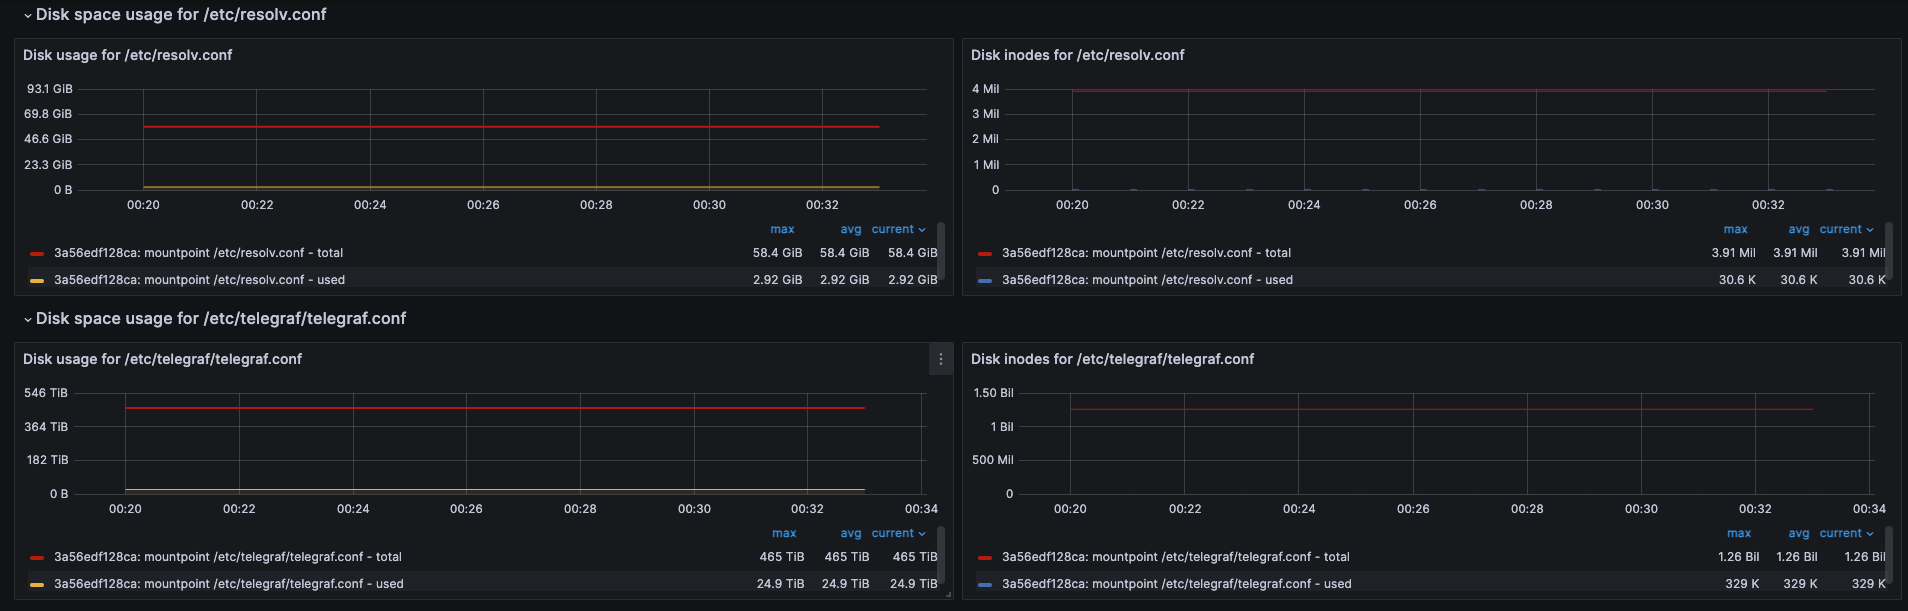 Disk space usage for /etc/resolv.conf
Disk usage for /etc/resolv.conf
93.1 GiB
69.8 GiB
46.6 GiB
23.3 GiB
0 B
00:20 00:22 00:24 00:26 00:28 00:30 00:32
max avg current
3a56edf128ca: mountpoint /etc/resolv.conf - total 58.4 GiB 58.4 GiB 58.4 GiB
3a56edf128ca: mountpoint /etc/resolv.conf - used 2.92 GiB 2.92 GiB 2.92 GiB
Disk inodes for /etc/resolv.conf
4 Mil
3 Mil
2 Mil
1 Mil
0
00:20 00:22 00:24 00:26 00:28 00:30 00:32
max avg current
3a56edf128ca: mountpoint /etc/resolv.conf - total 3.91 Mil 3.91 Mil 3.91 Mil
3a56edf128ca: mountpoint /etc/resolv.conf - used 30.6 K 30.6 K 30.6 K
Disk space usage for /etc/telegraf/telegraf.conf
Disk usage for /etc/telegraf/telegraf.conf
546 TiB
364 TiB
182 TiB
0 B
00:20 00:22 00:24 00:26 00:28 00:30 00:32 00:34
max avg current
3a56edf128ca: mountpoint /etc/telegraf/telegraf.conf - total 465 TiB 465 TiB 465 TiB
3a56edf128ca: mountpoint /etc/telegraf/telegraf.conf - used 24.9 TiB 24.9 TiB 24.9 TiB
Disk inodes for /etc/telegraf/telegraf.conf
1.50 Bil
1 Bil
500 Mil
0
00:20 00:22 00:24 00:26 00:28 00:30 00:32 00:34
max avg current
3a56edf128ca: mountpoint /etc/telegraf/telegraf.conf - total 1.26 Bil 1.26 Bil 1.26 Bil
3a56edf128ca: mountpoint /etc/telegraf/telegraf.conf - used 329 K 329 K 329 K